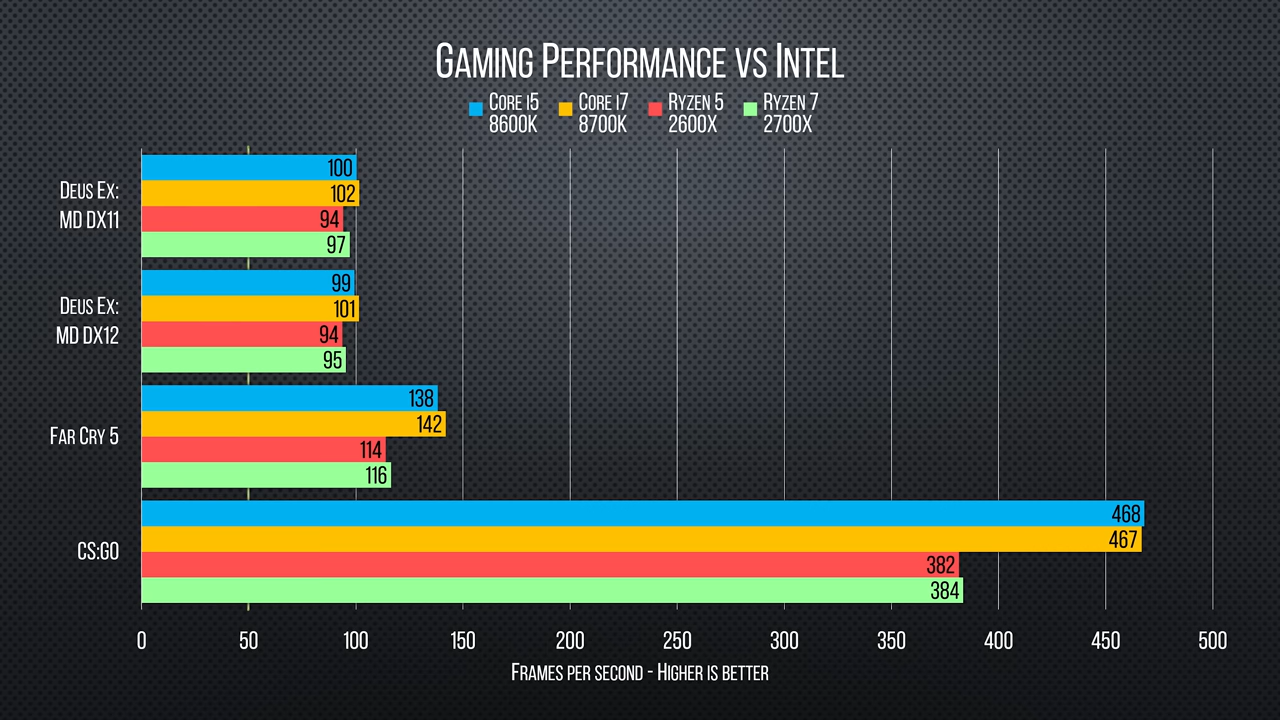 Gaming Performance vs Intel
Core i5 8600K
Core i7 8700K
Ryzen 5 2600X
Ryzen 7 2700X
Deus Ex: MD DX11
100
102
94
97
Deus Ex: MD DX12
99
101
94
95
Far Cry 5
138
142
114
116
CS:GO
468
467
382
384
0 50 100 150 200 250 300 350 400 450 500
Frames per second - Higher is better